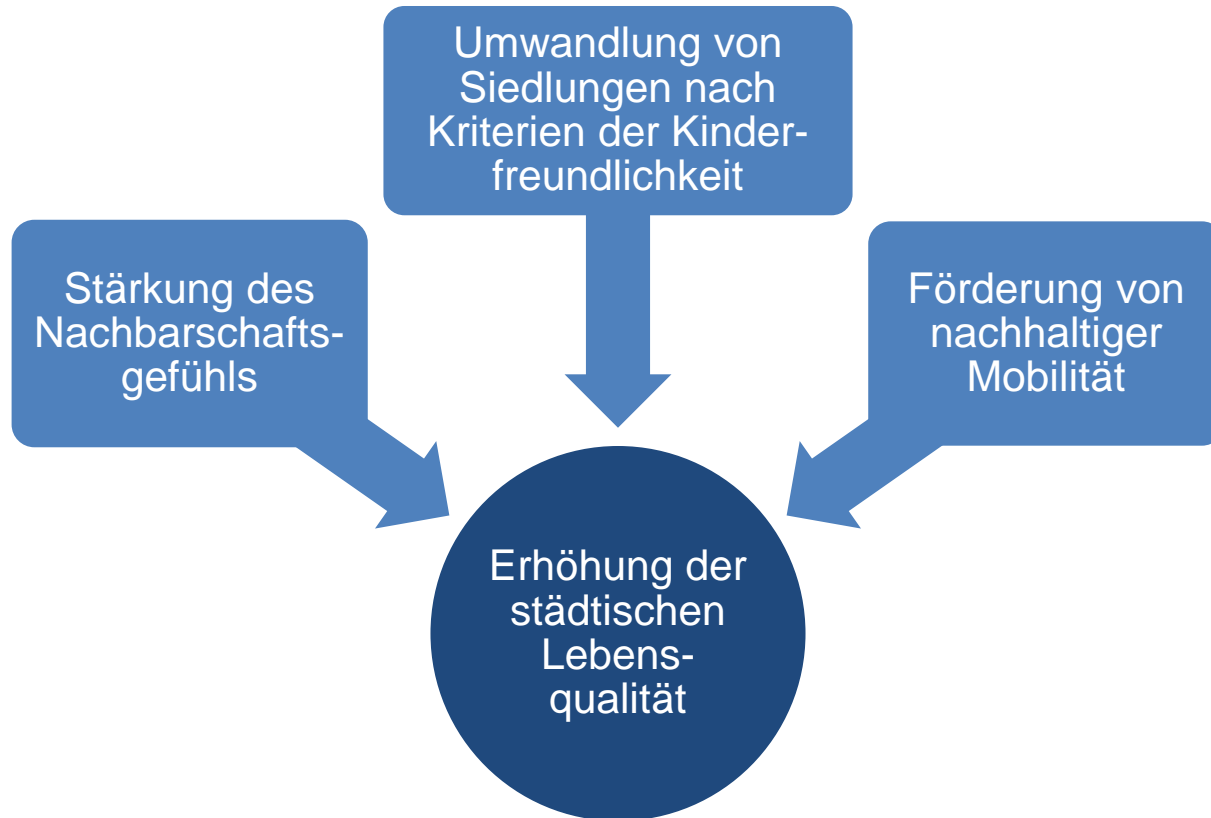 Umwandlung von
Siedlungen nach
Kriterien der Kinder-
freundlichkeit
Stärkung des
Nachbarschafts-
gefühls
Förderung von
nachhaltiger
Mobilität
Erhöhung der
städtischen
Lebens-
qualität